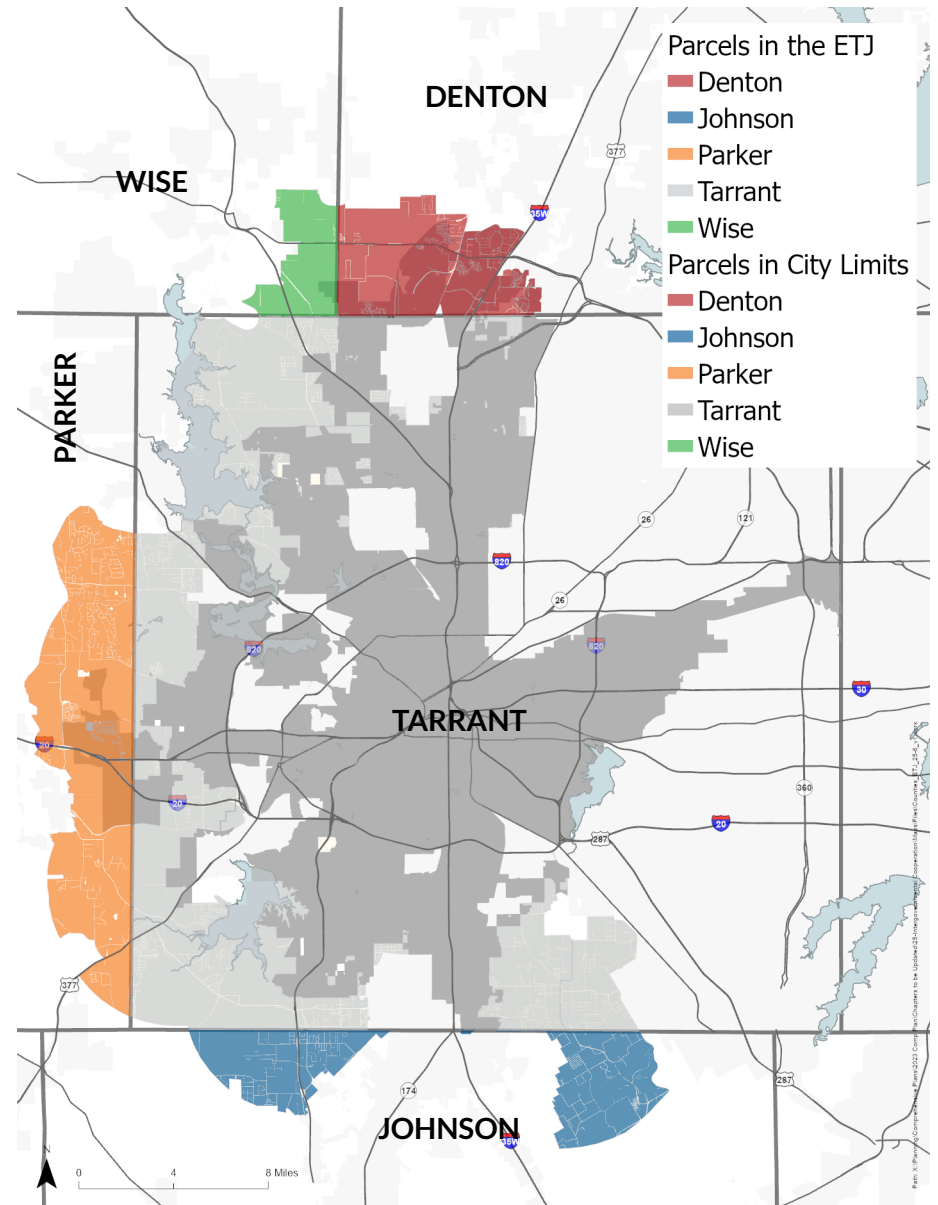 Parcels in the ETJ
Denton
Johnson
Parker
Tarrant
Wise
Parcels in City Limits
Denton
Johnson
Parker
Tarrant
Wise
DENTON
377
WISE
35W
PARKER
26
121
820
26
820
820
30
TARRANT
20
20
360
20
287
377
287
174
JOHNSON
35W
N
0 4 8 Miles